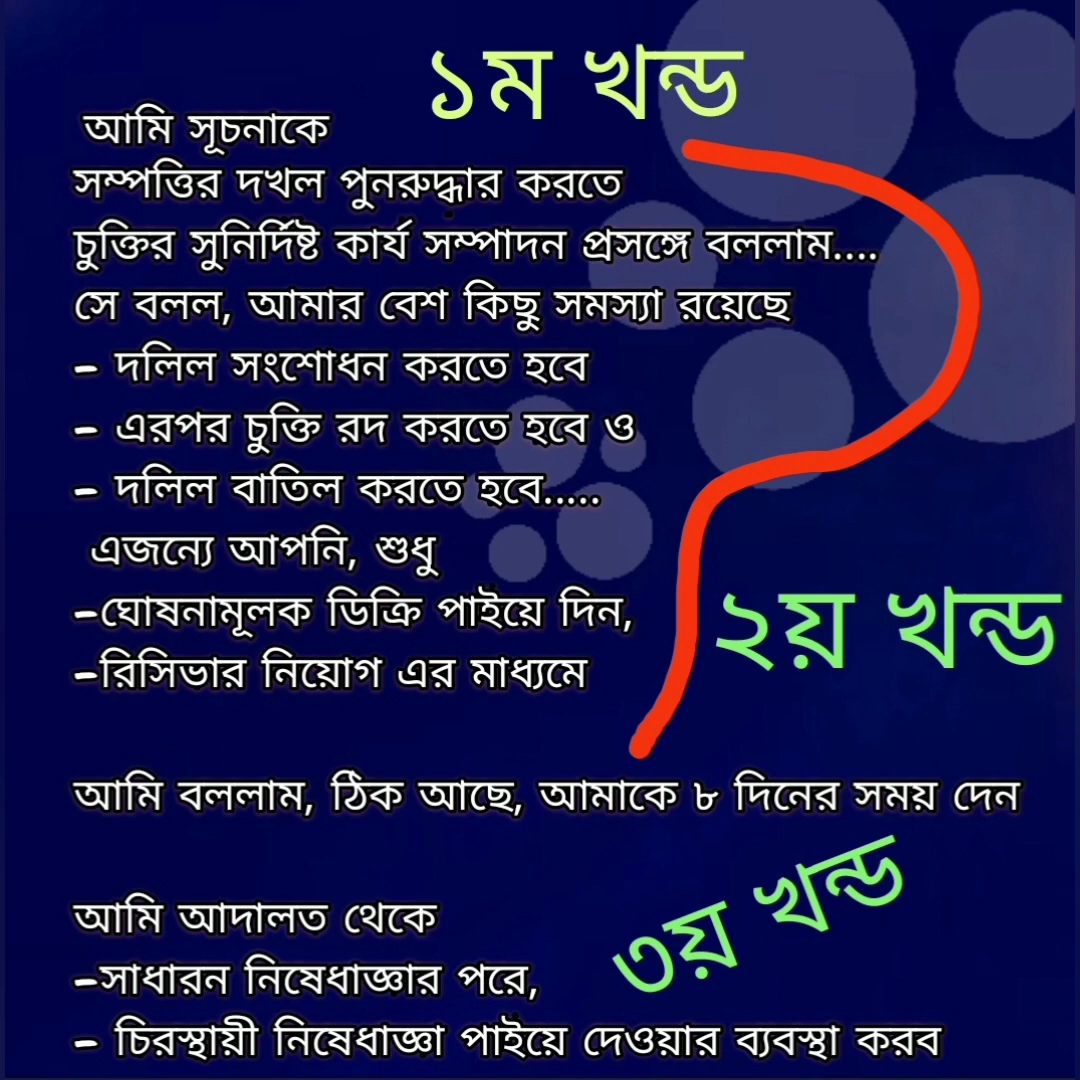 ১ম খন্ড
আমি সূচনাকে
সম্পত্তির দখল পুনরুদ্ধার করতে
চুক্তির সুনির্দিষ্ট কার্য সম্পাদন প্রসঙ্গে বললাম....
সে বলল, আমার বেশ কিছু সমস্যা রয়েছে
- দলিল সংশোধন করতে হবে
- এরপর চুক্তি রদ করতে হবে ও
- দলিল বাতিল করতে হবে.....
এজন্যে আপনি, শুধু
-ঘোষনামূলক ডিক্রি পাইয়ে দিন,
২য় খন্ড
-রিসিভার নিয়োগ এর মাধ্যমে
আমি বললাম, ঠিক আছে, আমাকে ৮ দিনের সময় দেন
৩য় খন্ড
আমি আদালত থেকে
-সাধারন নিষেধাজ্ঞার পরে,
- চিরস্থায়ী নিষেধাজ্ঞা পাইয়ে দেওয়ার ব্যবস্থা করব